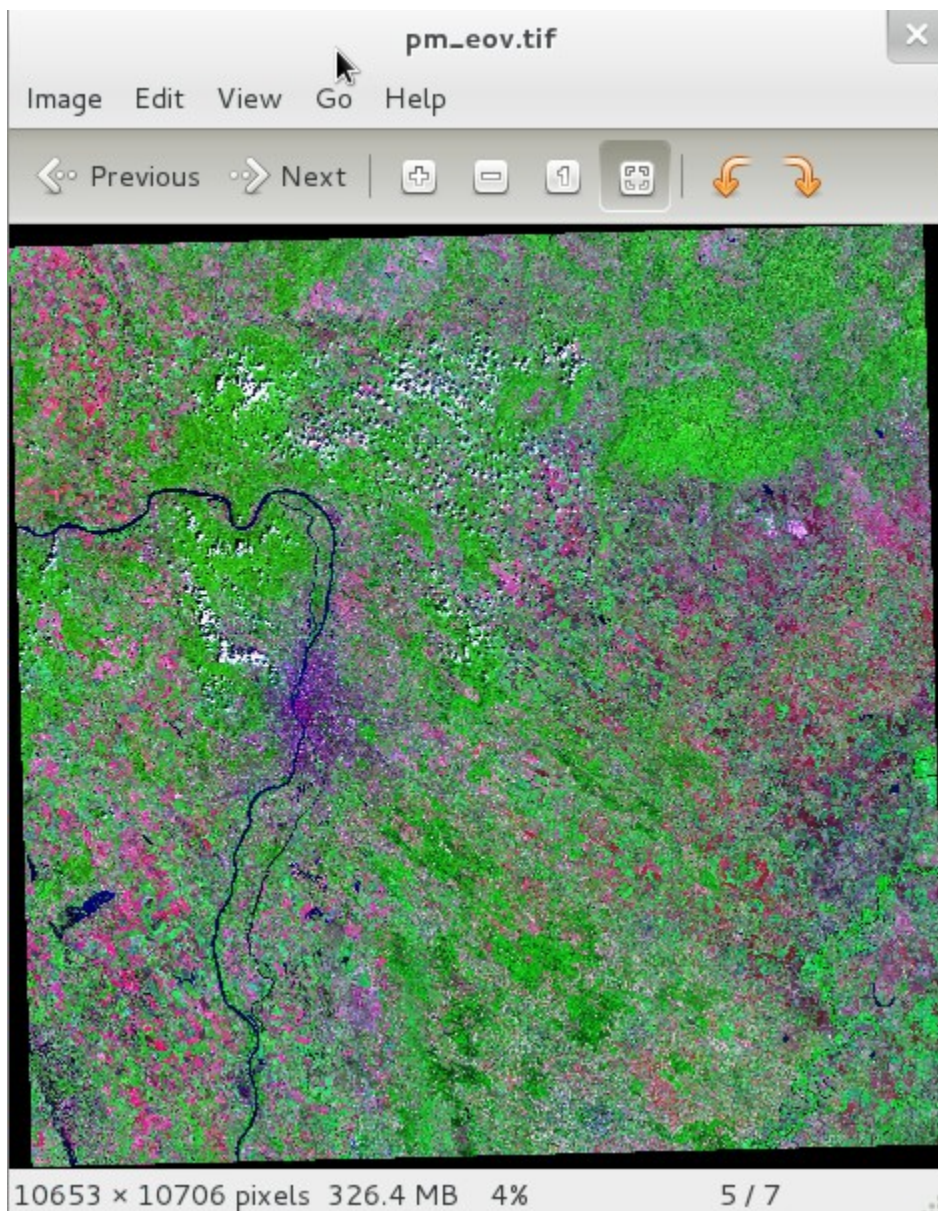 pm_eov.tif
Image Edit View Go Help
Previous Next
10653 × 10706 pixels 326.4 MB 4% 5 / 7